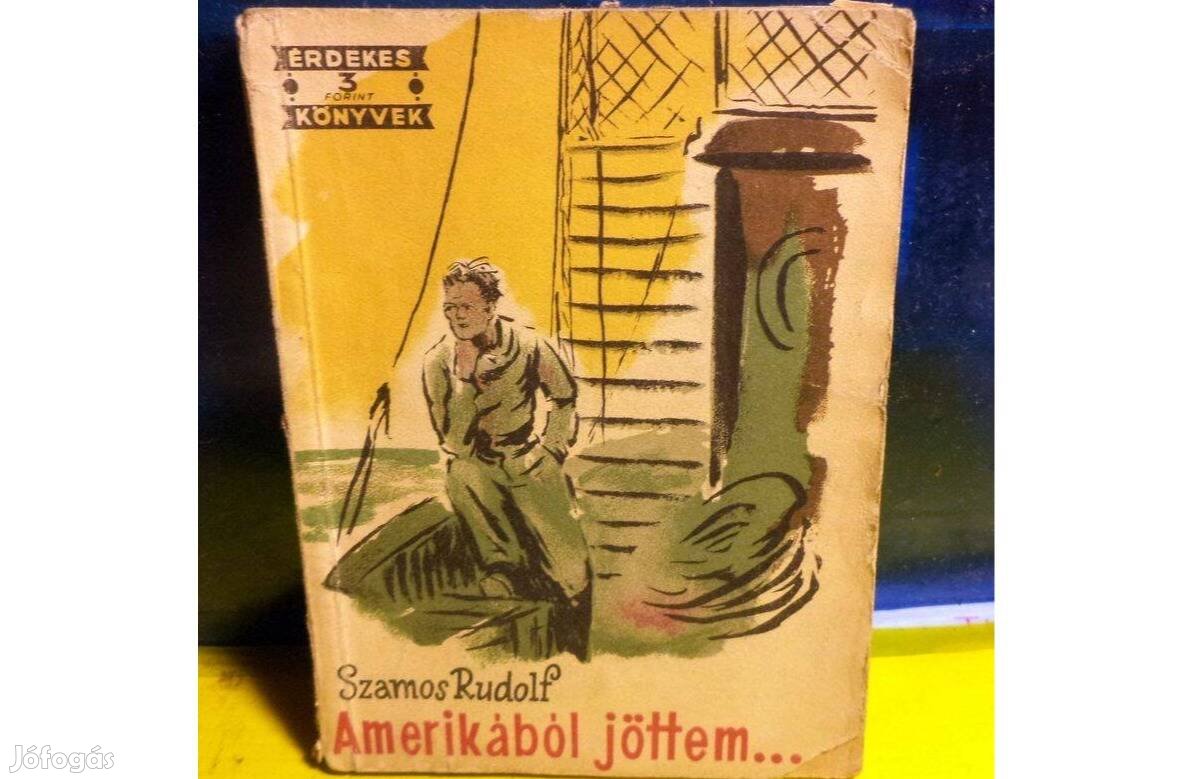 ÉRDEKES
3
FORINT
KÖNYVEK
Szamos Rudolf
Amerikából jöttem...
Jófogás